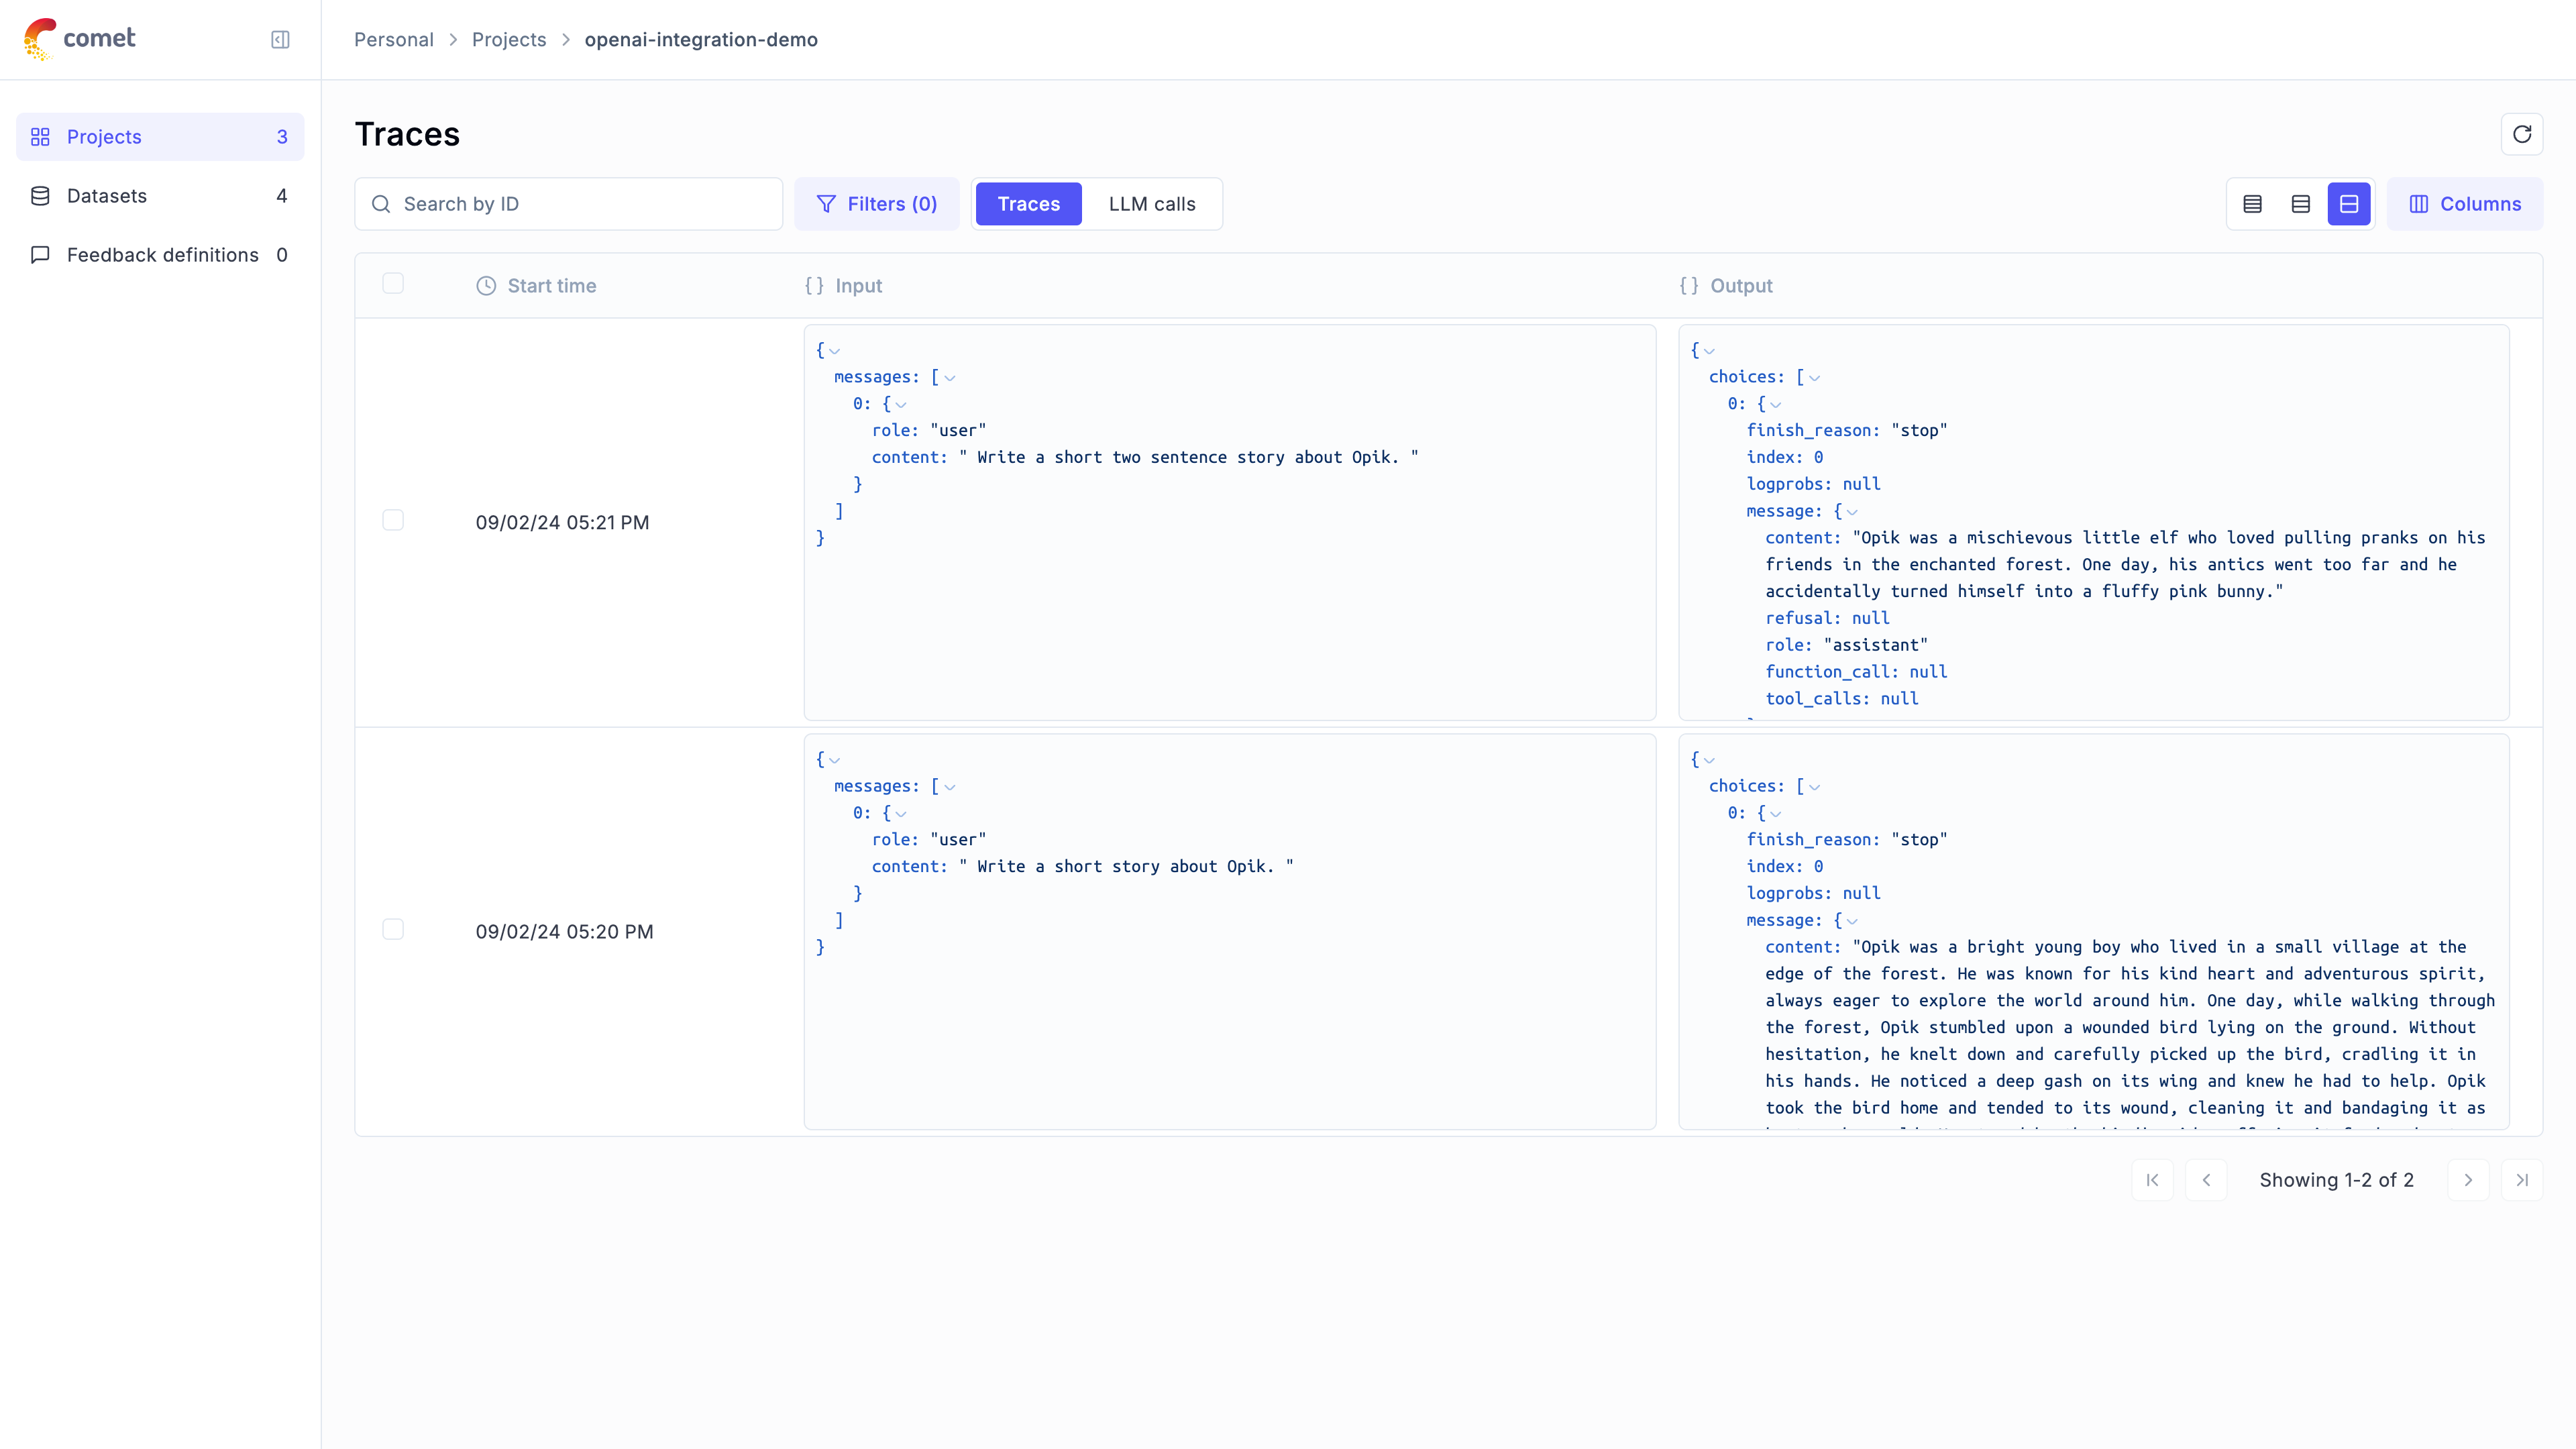 comet
Personal > Projects > openai-integration-demo
Projects 3
Datasets 4
Feedback definitions 0
Traces
Search by ID
Filters (0)
Traces
LLM calls
Columns
Start time
{} Input
{} Output
09/02/24 05:21 PM
{
messages: [
0: {
role: "user"
content: " Write a short two sentence story about Opik. "
}
]
}
{
choices: [
0: {
finish_reason: "stop"
index: 0
logprobs: null
message: {
content: "Opik was a mischievous little elf who loved pulling pranks on his
friends in the enchanted forest. One day, his antics went too far and he
accidentally turned himself into a fluffy pink bunny."
refusal: null
role: "assistant"
function_call: null
tool_calls: null
09/02/24 05:20 PM
{
messages: [
0: {
role: "user"
content: " Write a short story about Opik. "
}
]
}
{
choices: [
0: {
finish_reason: "stop"
index: 0
logprobs: null
message: {
content: "Opik was a bright young boy who lived in a small village at the
edge of the forest. He was known for his kind heart and adventurous spirit,
always eager to explore the world around him. One day, while walking through
the forest, Opik stumbled upon a wounded bird lying on the ground. Without
hesitation, he knelt down and carefully picked up the bird, cradling it in
his hands. He noticed a deep gash on its wing and knew he had to help. Opik
took the bird home and tended to its wound, cleaning it and bandaging it as
Showing 1-2 of 2